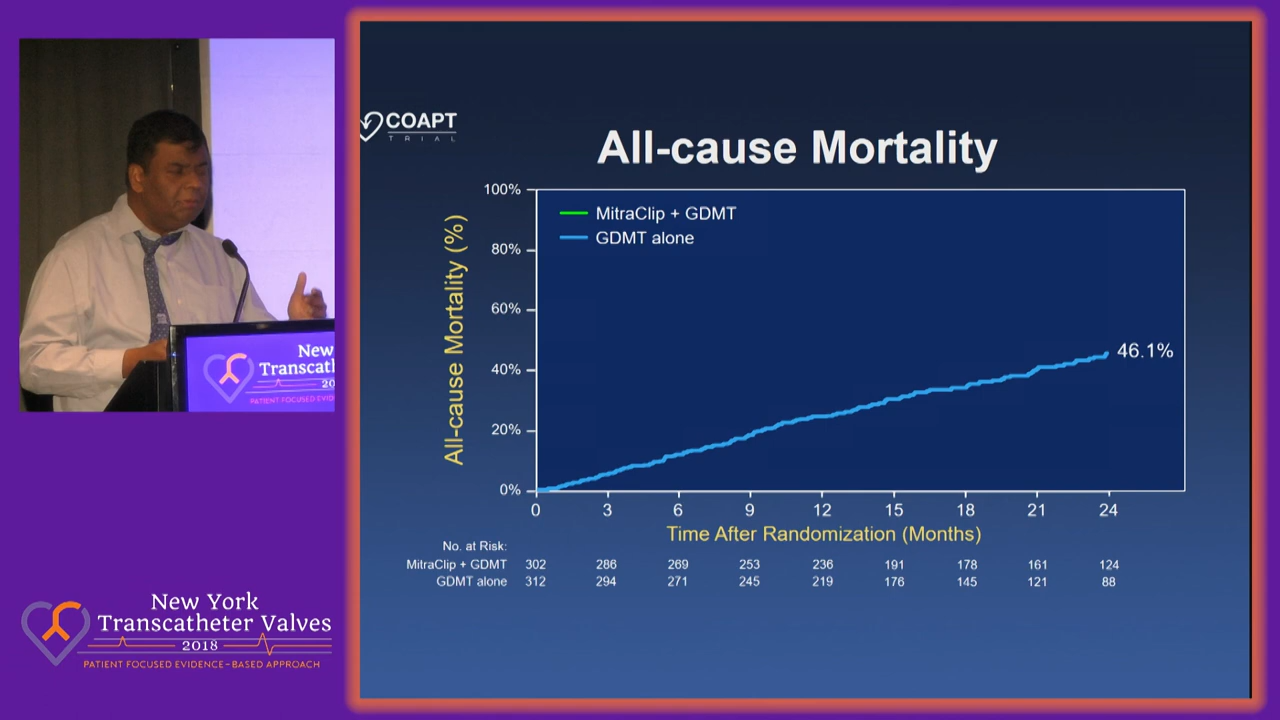 COAPT
TRIAL
All-cause Mortality
All-cause Mortality (%)
100%
80%
60%
40%
20%
0%
MitraClip + GDMT
GDMT alone
46.1%
0 3 6 9 12 15 18 21 24
Time After Randomization (Months)
No. at Risk:
MitraClip + GDMT 302 286 269 253 236 191 178 161 124
GDMT alone 312 294 271 245 219 176 145 121 88
New
Transcath
20
PATIENT FOCUSED EVID
New York
Transcatheter Valves
2018
PATIENT FOCUSED EVIDENCE-BASED APPROACH